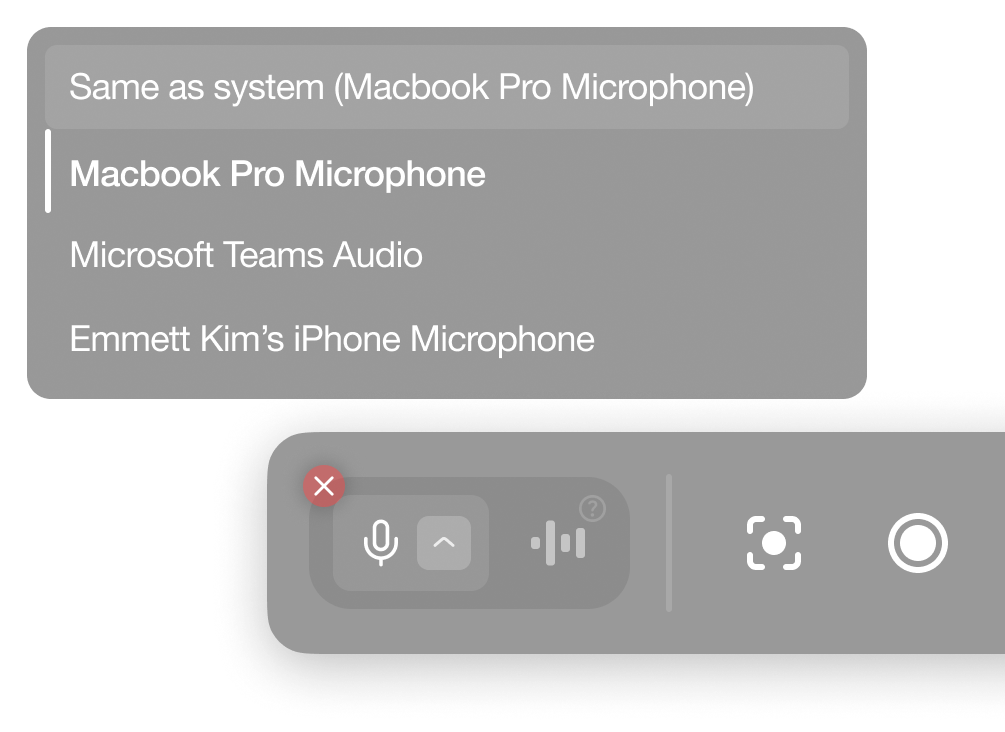 Same as system (Macbook Pro Microphone)
Macbook Pro Microphone
Microsoft Teams Audio
Emmett Kim’s iPhone Microphone
?